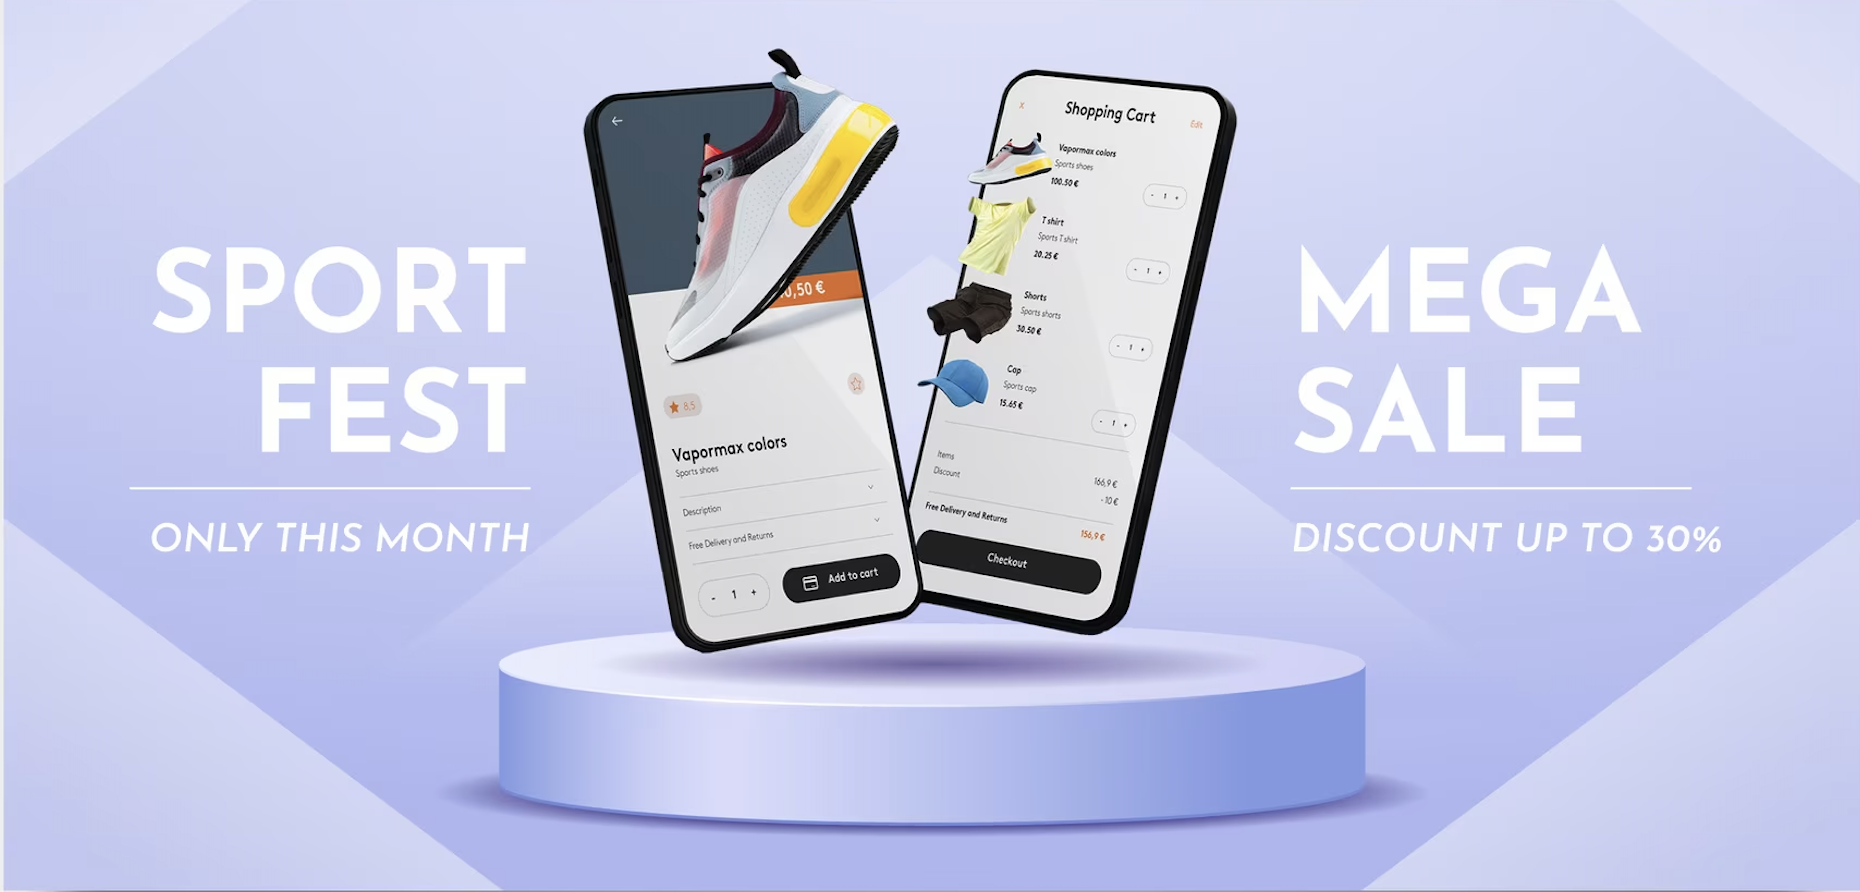 SPORT
FEST
ONLY THIS MONTH
0,50 €
8,5
Vapormax colors
Sports shoes
Description
Free Delivery and Returns
- 1 +
Add to cart
x
Shopping Cart
Edit
Vapormax colors
Sports shoes
100.50 €
- 1 +
T shirt
Sports T shirt
20.25 €
- 1 +
Shorts
Sports shorts
30.50 €
- 1 +
Cap
Sports cap
15.65 €
- 1 +
Items 166,9 €
Discount - 10 €
Free Delivery and Returns 156,9 €
Checkout
MEGA
SALE
DISCOUNT UP TO 30%